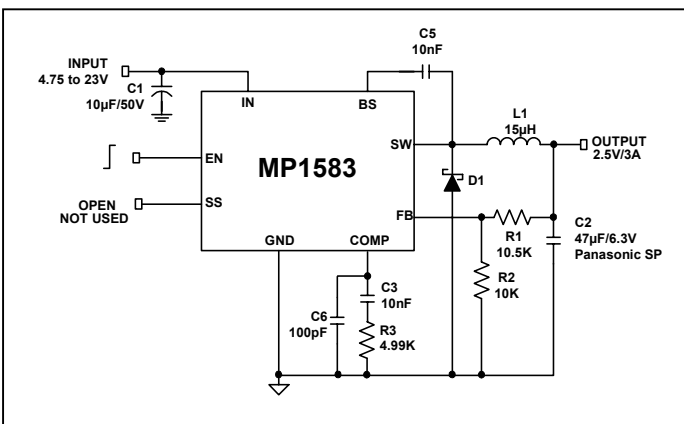 C5
10nF
INPUT
4.75 to 23V
C1
10µF/50V
IN
BS
L1
15µH
SW
OUTPUT
2.5V/3A
EN
MP1583
D1
OPEN
NOT USED
SS
FB
R1
10.5K
C2
47µF/6.3V
Panasonic SP
GND
COMP
R2
10K
C3
10nF
C6
100pF
R3
4.99K